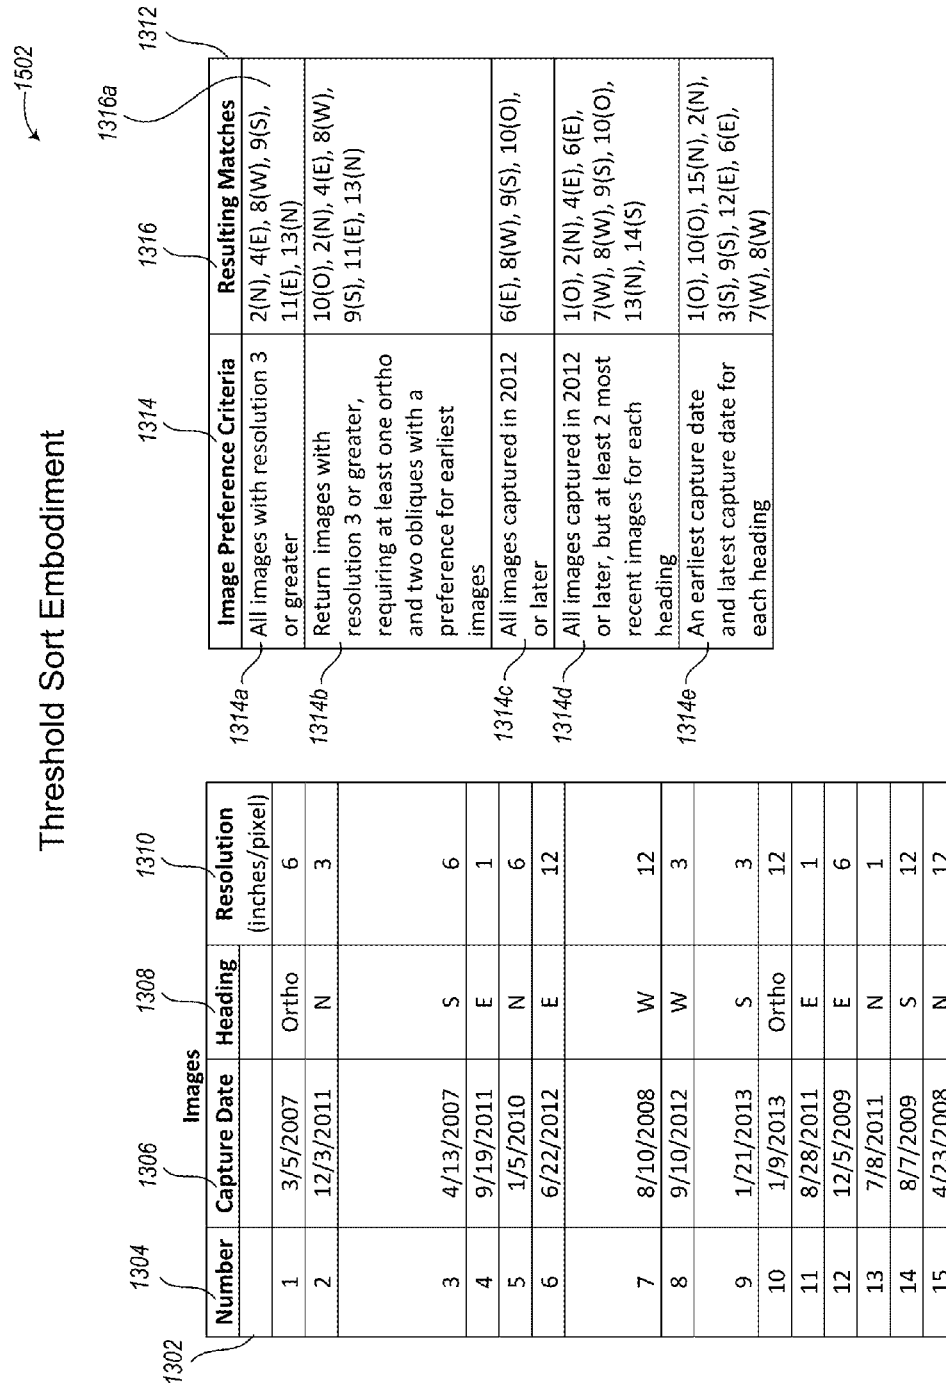 Threshold Sort Embodiment
1502
Images
1302
1304
1306
1308
1310
Number Capture Date Heading Resolution
(inches/pixel)
1 3/5/2007 Ortho 6
2 12/3/2011 N 3
3 4/13/2007 S 6
4 9/19/2011 E 1
5 1/5/2010 N 6
6 6/22/2012 E 12
7 8/10/2008 W 12
8 9/10/2012 W 3
9 1/21/2013 S 3
10 1/9/2013 Ortho 12
11 8/28/2011 E 1
12 12/5/2009 E 6
13 7/8/2011 N 1
14 8/7/2009 S 12
15 4/23/2008 N 12
1314
1316
1316a
1312
Image Preference Criteria
Resulting Matches
1314a
All images with resolution 3
or greater
2(N), 4(E), 8(W), 9(S),
11(E), 13(N)
1314b
Return images with
resolution 3 or greater,
requiring at least one ortho
and two obliques with a
preference for earliest
images
10(O), 2(N), 4(E), 8(W),
9(S), 11(E), 13(N)
1314c
All images captured in 2012
or later
6(E), 8(W), 9(S), 10(O),
1314d
All images captured in 2012
or later, but at least 2 most
recent images for each
heading
1(O), 2(N), 4(E), 6(E),
7(W), 8(W), 9(S), 10(O),
13(N), 14(S)
1314e
An earliest capture date
and latest capture date for
each heading
1(O), 10(O), 15(N), 2(N),
3(S), 9(S), 12(E), 6(E),
7(W), 8(W)